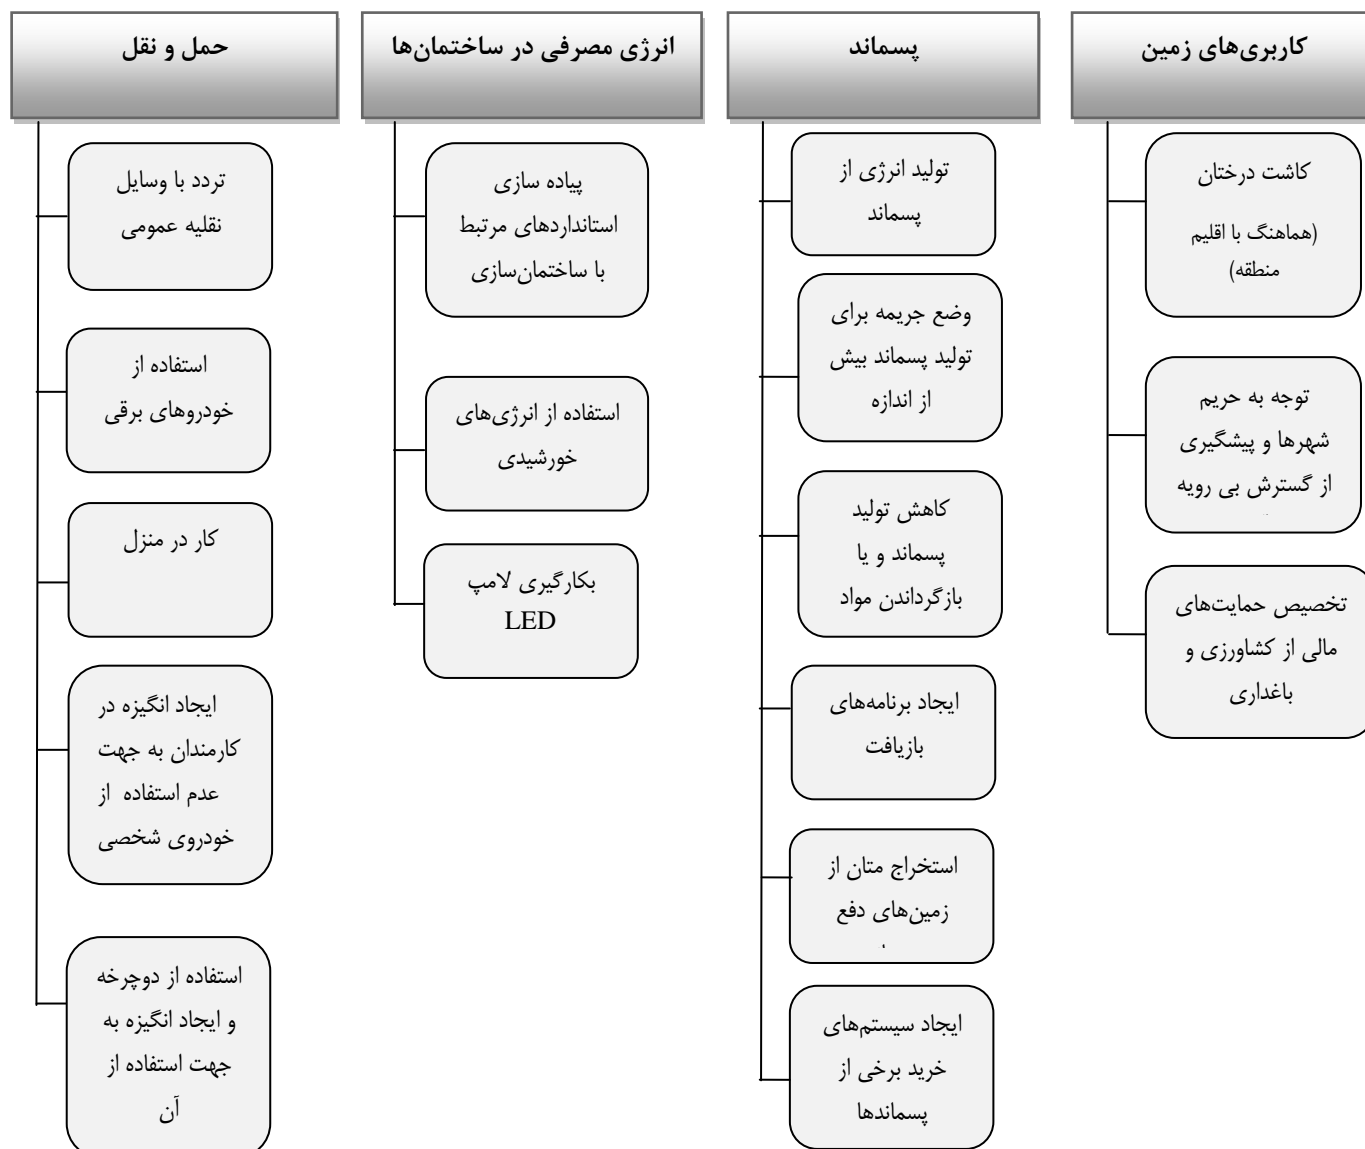 کاربری‌های زمین
کاشت درختان
(هماهنگ با اقلیم
منطقه)
توجه به حریم
شهرها و پیشگیری
از گسترش بی رویه
تخصیص حمایت‌های
مالی از کشاورزی و
باغداری
پسماند
تولید انرژی از
پسماند
وضع جریمه برای
تولید پسماند بیش
از اندازه
کاهش تولید
پسماند و یا
بازگرداندن مواد
ایجاد برنامه‌های
بازیافت
استخراج متان از
زمین‌های دفع
ایجاد سیستم‌های
خرید برخی از
پسماندها
انرژی مصرفی در ساختمان‌ها
پیاده سازی
استانداردهای مرتبط
با ساختمان‌سازی
استفاده از انرژی‌های
خورشیدی
بکارگیری لامپ
LED
حمل و نقل
تردد با وسایل
نقلیه عمومی
استفاده از
خودروهای برقی
کار در منزل
ایجاد انگیزه در
کارمندان به جهت
عدم استفاده از
خودروی شخصی
استفاده از دوچرخه
و ایجاد انگیزه به
جهت استفاده از
آن